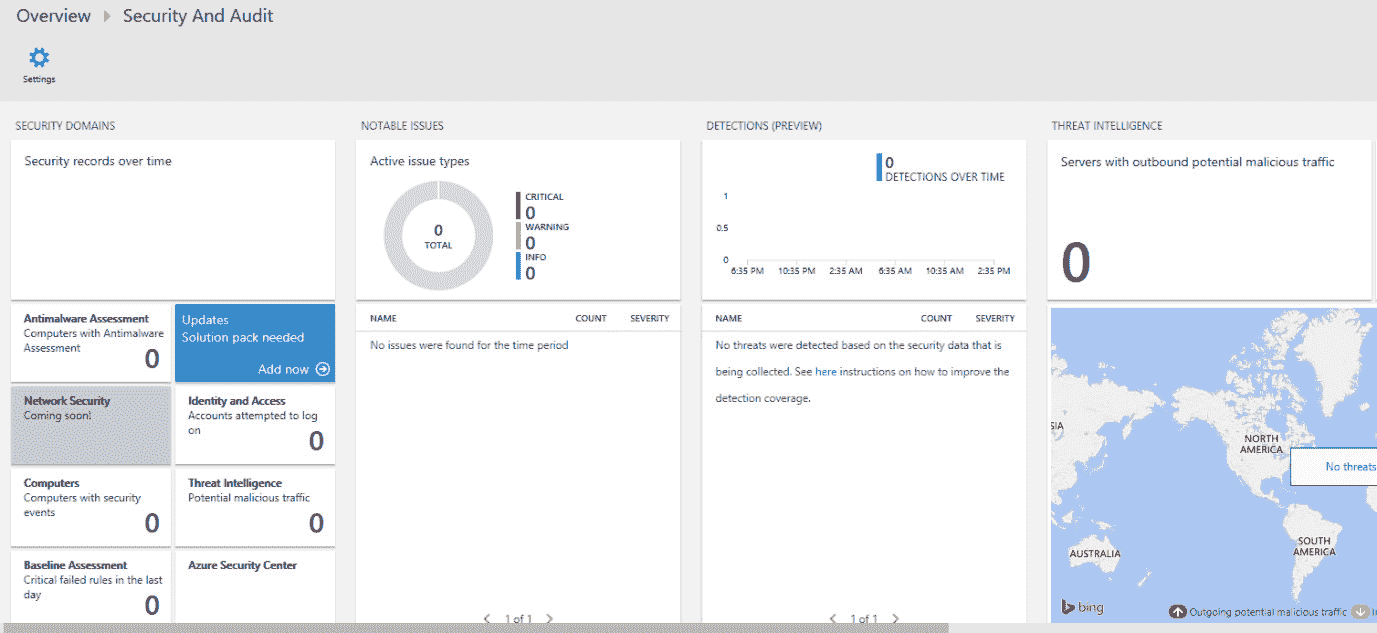 Overview Security And Audit
Settings
SECURITY DOMAINS
Security records over time
Antimalware Assessment
Computers with Antimalware
Assessment
0
Updates
Solution pack needed
Add now
Network Security
Coming soon!
Identity and Access
Accounts attempted to log
on
0
Computers
Computers with security
events
0
Threat Intelligence
Potential malicious traffic
0
Baseline Assessment
Critical failed rules in the last
day
0
Azure Security Center
NOTABLE ISSUES
Active issue types
0
TOTAL
CRITICAL
0
WARNING
0
INFO
0
NAME COUNT SEVERITY
No issues were found for the time period
1 of 1
DETECTIONS (PREVIEW)
0
DETECTIONS OVER TIME
1
0.5
0
6:35 PM 10:35 PM 2:35 AM 6:35 AM 10:35 AM 2:35 PM
NAME COUNT SEVERITY
No threats were detected based on the security data that is
being collected. See here instructions on how to improve the
detection coverage.
1 of 1
THREAT INTELLIGENCE
Servers with outbound potential malicious traffic
0
SIA
NORTH
AMERICA
No threats
SOUTH
AMERICA
AUSTRALIA
bing
Outgoing potential malicious traffic